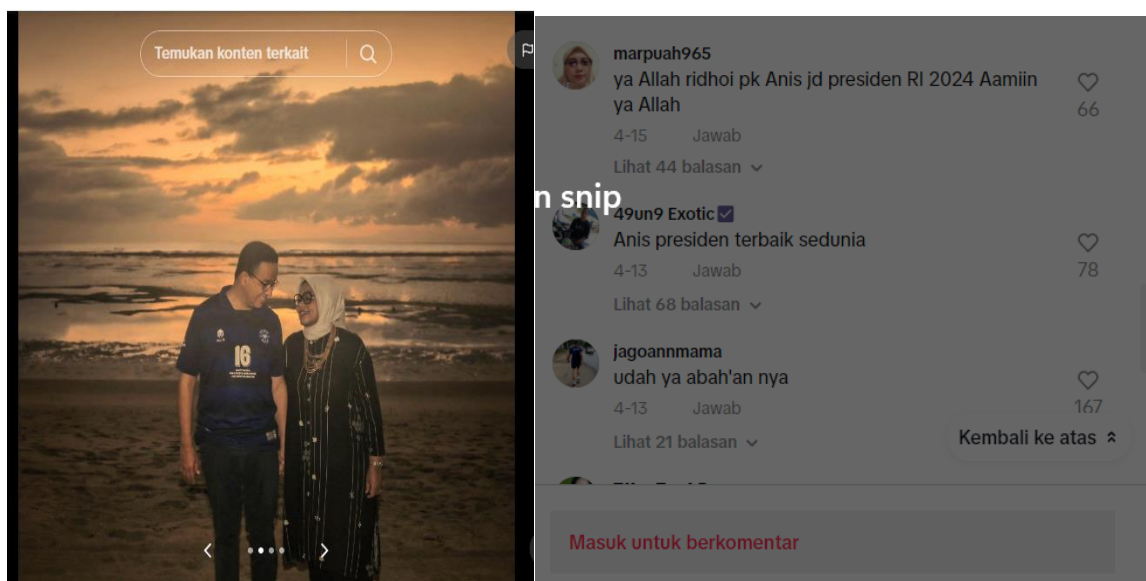 Temukan konten terkait
16
n snip
marpuah965
ya Allah ridhoi pk Anis jd presiden RI 2024 Aamiin
ya Allah
66
4-15 Jawab
Lihat 44 balasan
49un9 Exotic
Anis presiden terbaik sedunia
4-13 Jawab
78
Lihat 68 balasan
jagoannmama
udah ya abah'an nya
4-13 Jawab
167
Lihat 21 balasan
Kembali ke atas
Masuk untuk berkomentar